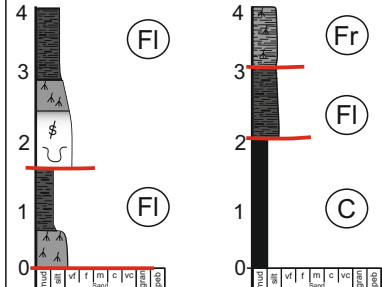 4
3
2
1
0
Fl
$
Fl
mud
silt
vf
f
m
c
vc
gran
peb
Sand
4
3
2
1
0
Fr
Fl
C
mud
silt
vf
f
m
c
vc
gran
peb
Sand